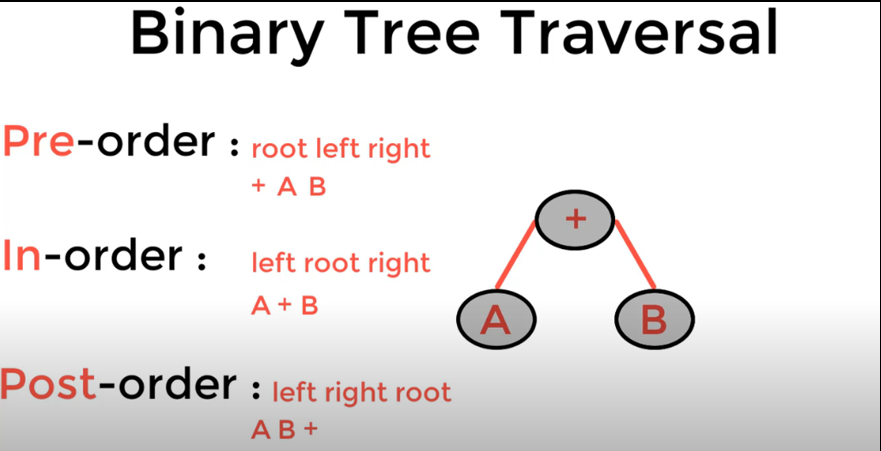 Binary Tree Traversal
Pre-order : root left right
+ A B
In-order : left root right
A + B
Post-order : left right root
A B +
+
A
B